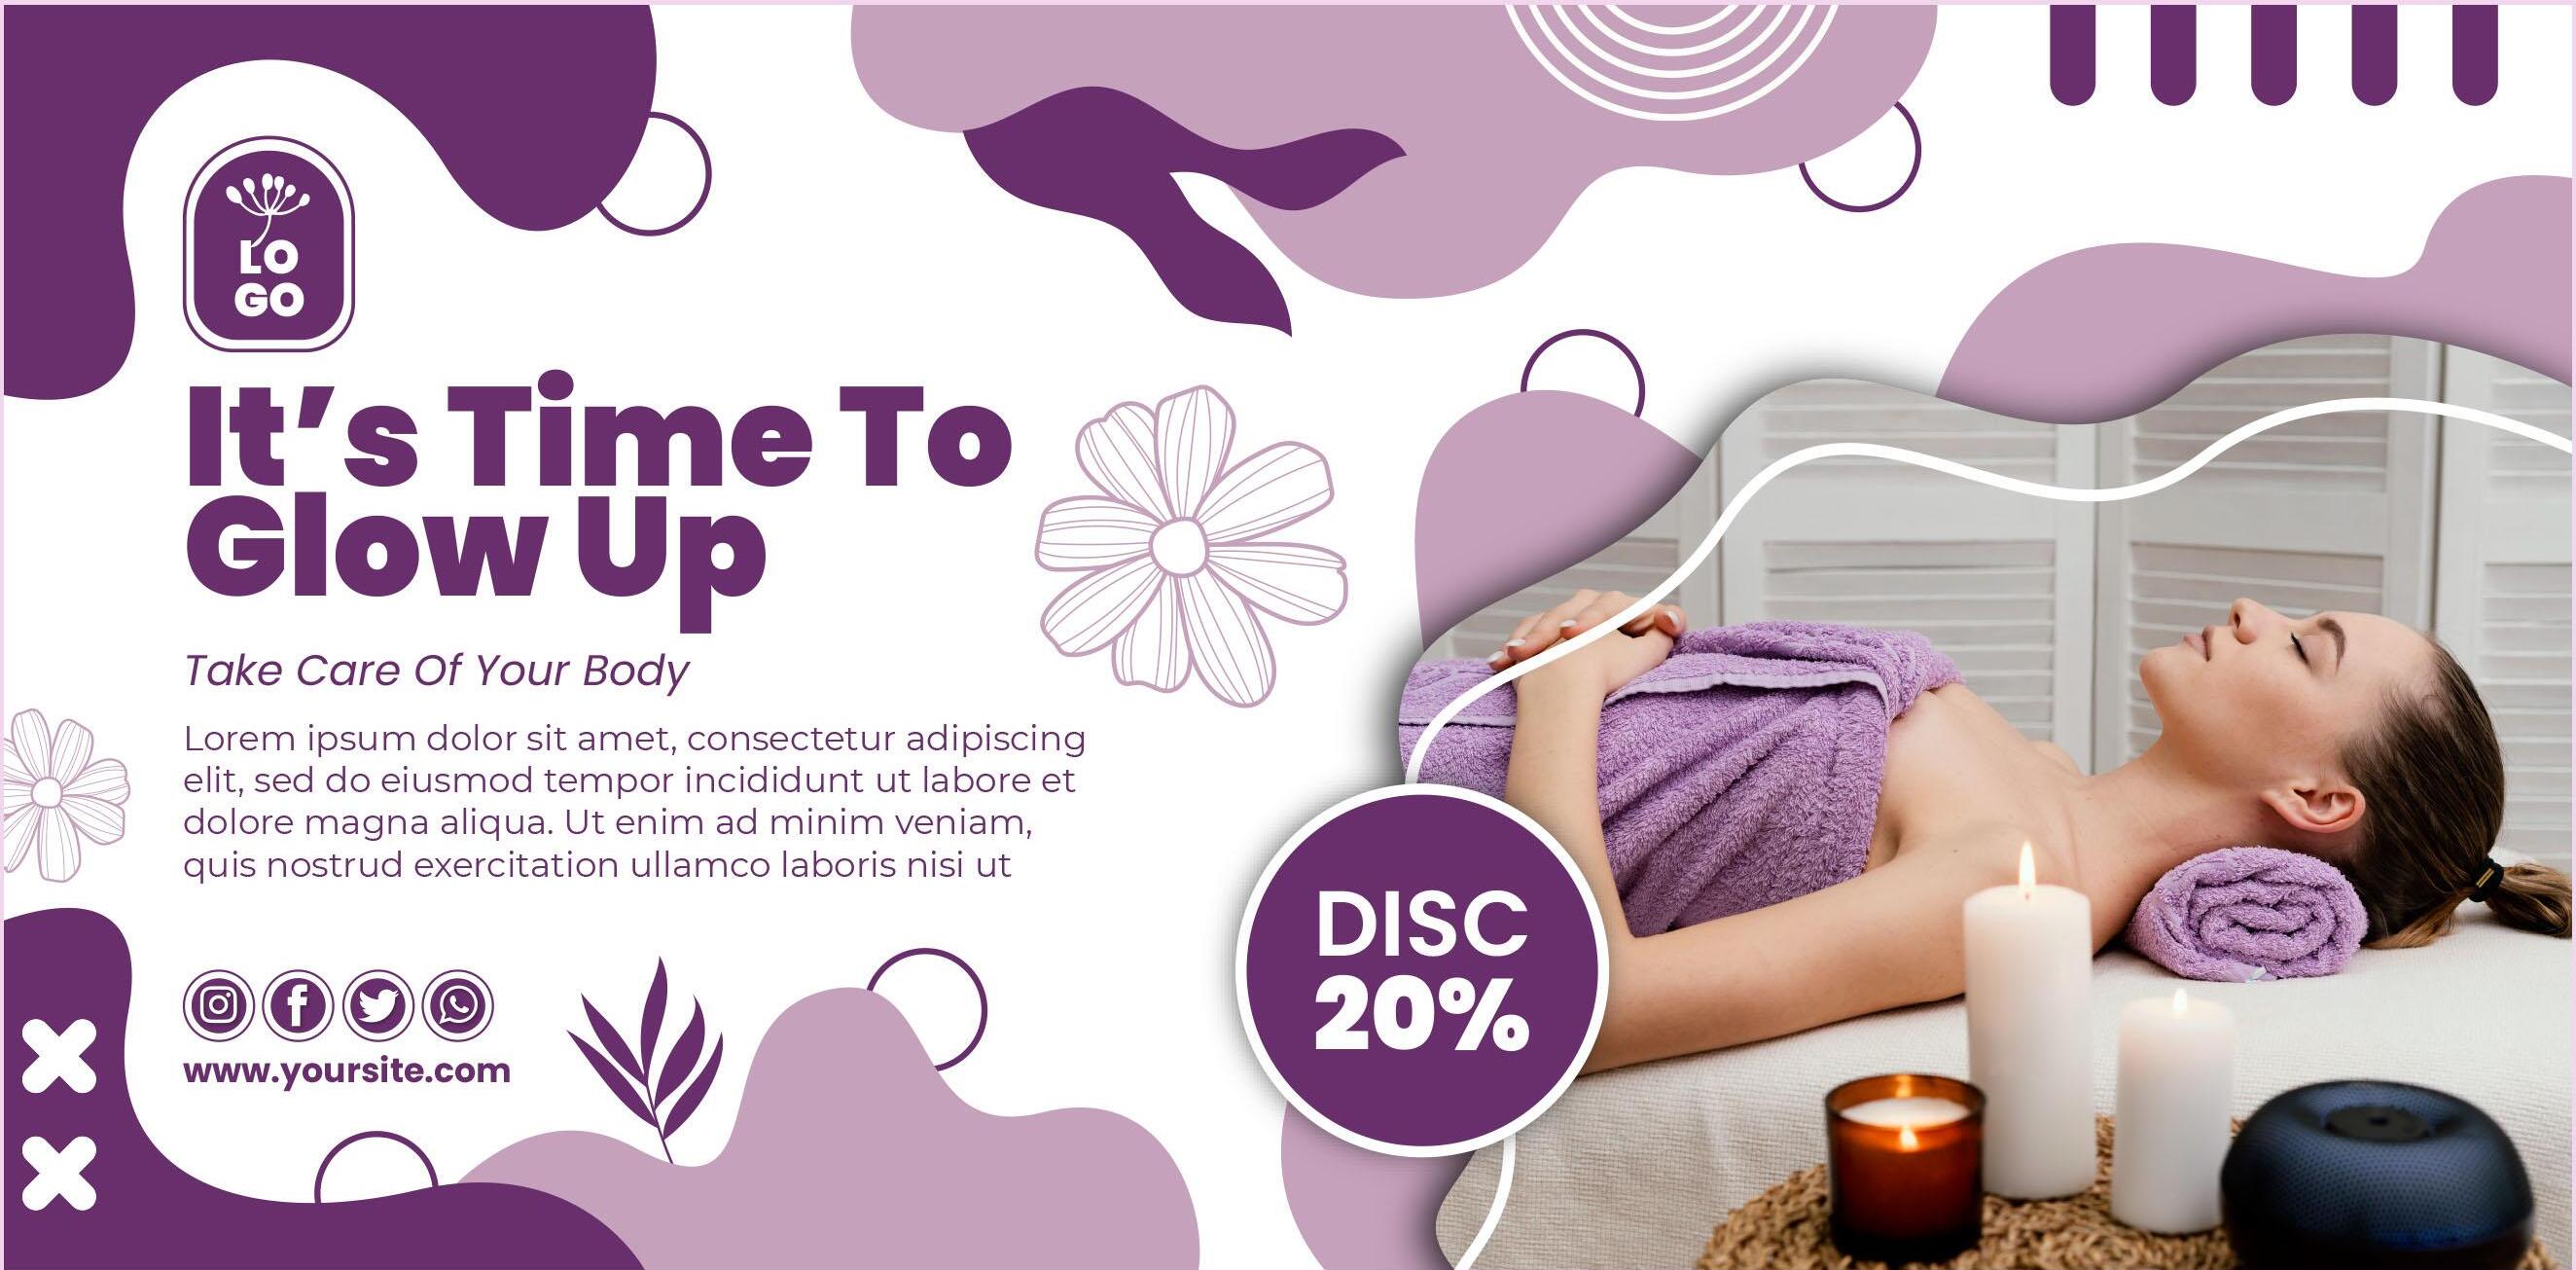 LO
GO
It’s Time To
Glow Up
Take Care Of Your Body
Lorem ipsum dolor sit amet, consectetur adipiscing
elit, sed do eiusmod tempor incididunt ut labore et
dolore magna aliqua. Ut enim ad minim veniam,
quis nostrud exercitation ullamco laboris nisi ut
www.yoursite.com
DISC
20%